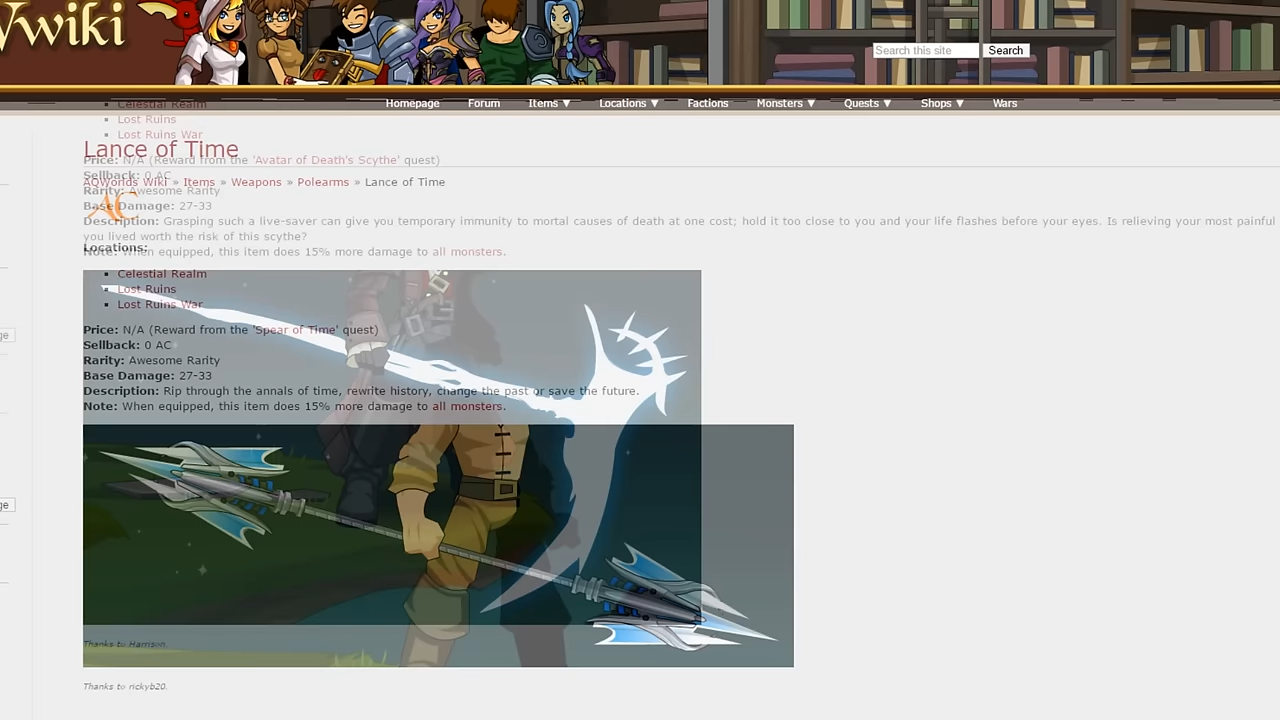 wiki
Search this site Search
Homepage Forum Items ▼ Locations ▼ Factions Monsters ▼ Quests ▼ Shops ▼ Wars
Celestial Realm
Lost Ruins
Lost Ruins War
Lance of Time
Price: N/A (Reward from the 'Avatar of Death's Scythe' quest)
Sellback: 0 AC
AQWorlds Wiki » Items » Weapons » Polearms » Lance of Time
Rarity: Awesome Rarity
Base Damage: 27-33
AC
Description: Grasping such a live-saver can give you temporary immunity to mortal causes of death at one cost; hold it too close to you and your life flashes before your eyes. Is relieving your most painful
you lived worth the risk of this scythe?
Locations:
Note: When equipped, this item does 15% more damage to all monsters.
Celestial Realm
Lost Ruins
Lost Ruins War
Price: N/A (Reward from the 'Spear of Time' quest)
Sellback: 0 AC
Rarity: Awesome Rarity
Base Damage: 27-33
Description: Rip through the annals of time, rewrite history, change the past or save the future.
Note: When equipped, this item does 15% more damage to all monsters.
Thanks to Harrison.
Thanks to rickyb20.